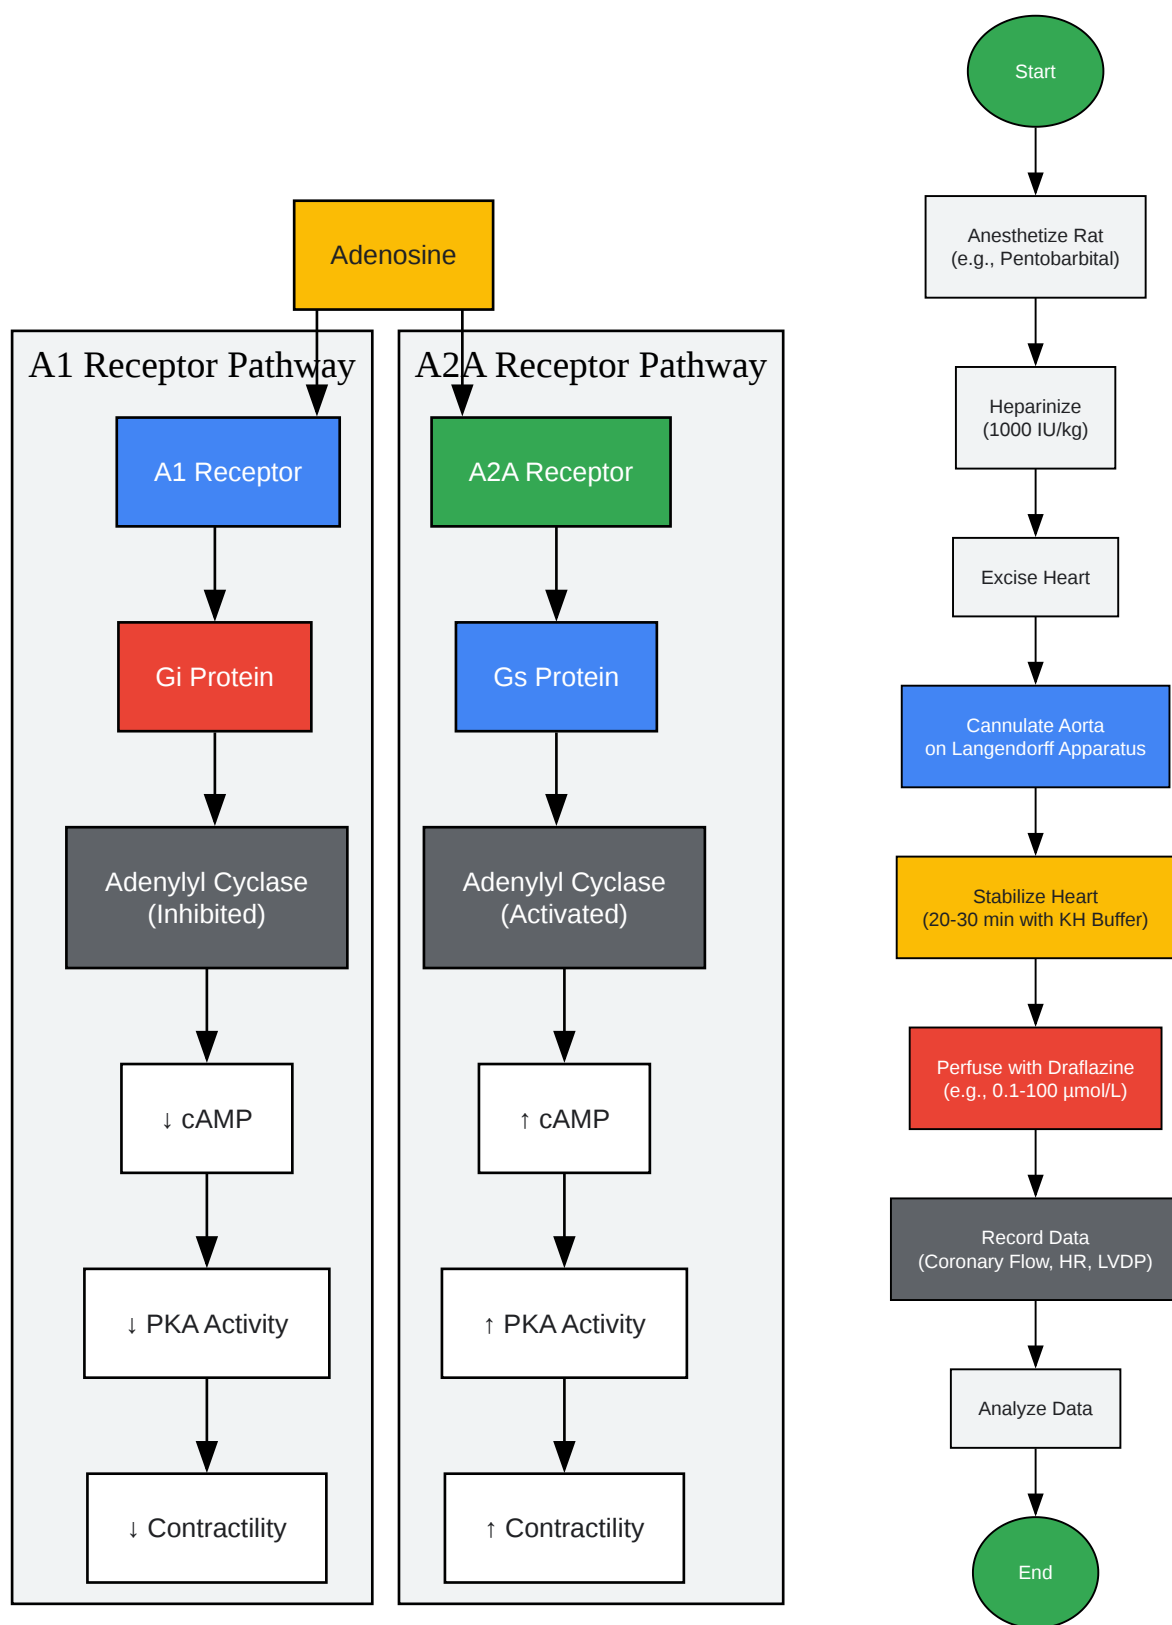 Adenosine
A1 Receptor Pathway
A1 Receptor
Gi Protein
Adenylyl Cyclase
(Inhibited)
↓ cAMP
↓ PKA Activity
↓ Contractility
A2A Receptor Pathway
A2A Receptor
Gs Protein
Adenylyl Cyclase
(Activated)
↑ cAMP
↑ PKA Activity
↑ Contractility
Start
Anesthetize Rat
(e.g., Pentobarbital)
Heparinize
(1000 IU/kg)
Excise Heart
Cannulate Aorta
on Langendorff Apparatus
Stabilize Heart
(20-30 min with KH Buffer)
Perfuse with Draflazine
(e.g., 0.1-100 µmol/L)
Record Data
(Coronary Flow, HR, LVDP)
Analyze Data
End